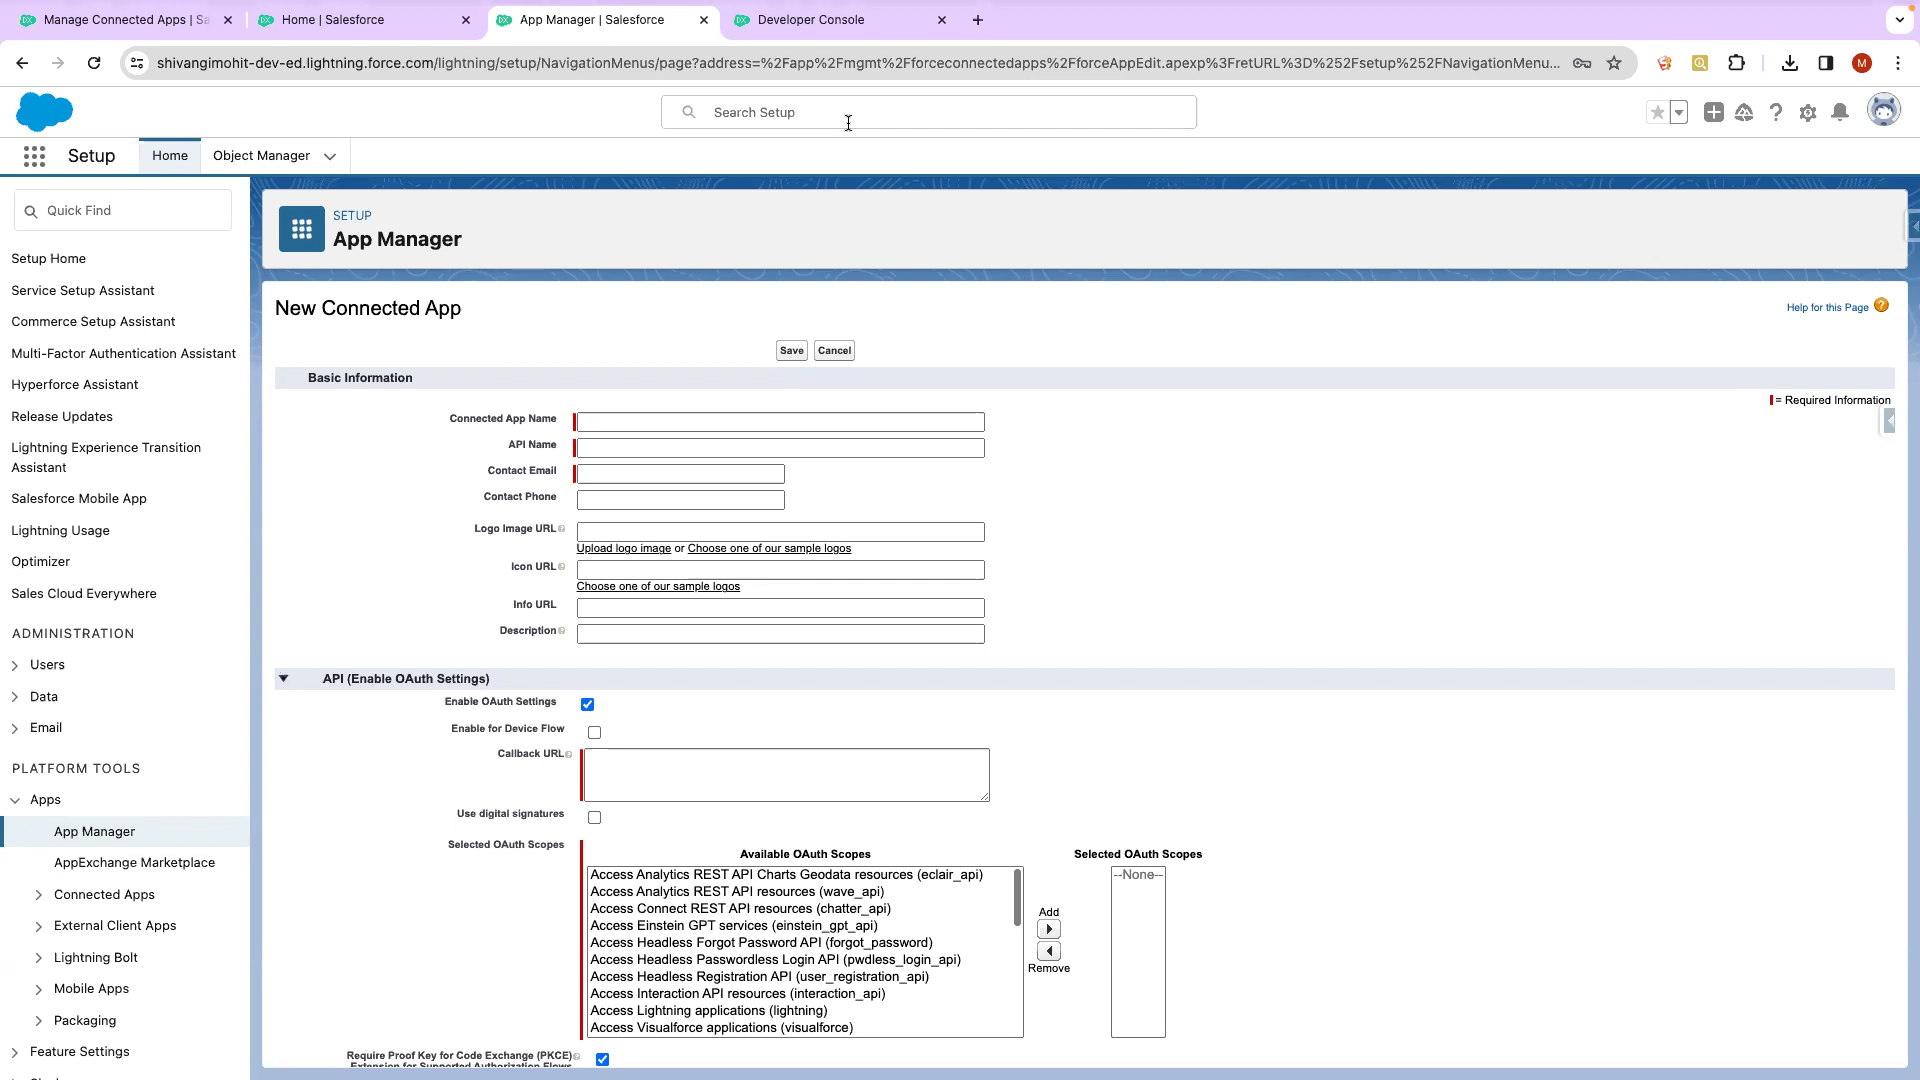 Manage Connected Apps | Sa
Home | Salesforce
App Manager | Salesforce
Developer Console
shivangimohit-dev-ed.lightning.force.com/lightning/setup/NavigationMenus/page?address=%2Fapp%2Fmgmt%2Fforceconnectedapps%2FforceAppEdit.apexp%3FretURL%3D%252Fsetup%252FNavigationMenu...
M
Search Setup
Setup
Home
Object Manager
Quick Find
Setup Home
Service Setup Assistant
Commerce Setup Assistant
Multi-Factor Authentication Assistant
Hyperforce Assistant
Release Updates
Lightning Experience Transition
Assistant
Salesforce Mobile App
Lightning Usage
Optimizer
Sales Cloud Everywhere
ADMINISTRATION
Users
Data
Email
PLATFORM TOOLS
Apps
App Manager
AppExchange Marketplace
Connected Apps
External Client Apps
Lightning Bolt
Mobile Apps
Packaging
Feature Settings
SETUP
App Manager
New Connected App
Help for this Page ?
Save
Cancel
Basic Information
= Required Information
Connected App Name
API Name
Contact Email
Contact Phone
Logo Image URL
Upload logo image or Choose one of our sample logos
Icon URL
Choose one of our sample logos
Info URL
Description
API (Enable OAuth Settings)
Enable OAuth Settings
Enable for Device Flow
Callback URL
Use digital signatures
Selected OAuth Scopes
Available OAuth Scopes
Selected OAuth Scopes
Access Analytics REST API Charts Geodata resources (eclair_api)
Access Analytics REST API resources (wave_api)
Access Connect REST API resources (chatter_api)
Access Einstein GPT services (einstein_gpt_api)
Access Headless Forgot Password API (forgot_password)
Access Headless Passwordless Login API (pwdless_login_api)
Access Headless Registration API (user_registration_api)
Access Interaction API resources (interaction_api)
Access Lightning applications (lightning)
Access Visualforce applications (visualforce)
Add
Remove
--None--
Require Proof Key for Code Exchange (PKCE)
Extension for Supported Authorization Flows